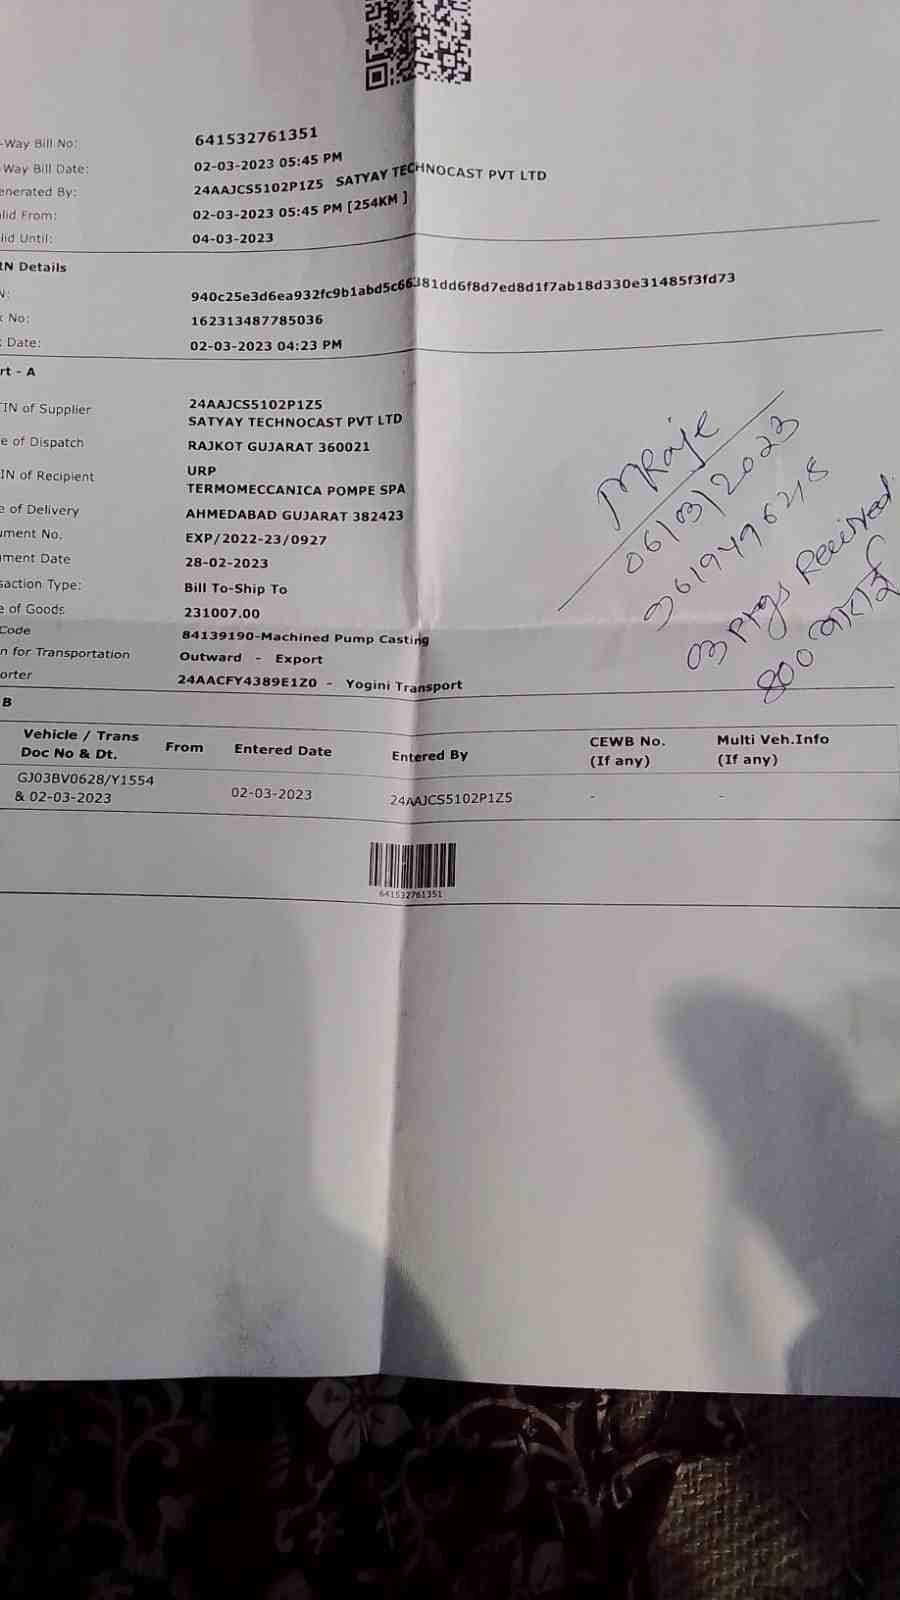 -Way Bill No: 641532761351
-Way Bill Date: 02-03-2023 05:45 PM
enerated By: 24AAJCS5102P1Z5 SATYAY TECHNOCAST PVT LTD
lid From: 02-03-2023 05:45 PM [254KM ]
lid Until: 04-03-2023
RN Details
N: 940c25e3d6ea932fc9b1abd5c66381dd6f8d7ed8d1f7ab18d330e31485f3fd73
k No: 162313487785036
k Date: 02-03-2023 04:23 PM
rt - A
TIN of Supplier 24AAJCS5102P1Z5
SATYAY TECHNOCAST PVT LTD
e of Dispatch RAJKOT GUJARAT 360021
IN of Recipient URP
TERMOMECCANICA POMPE SPA
e of Delivery AHMEDABAD GUJARAT 382423
ument No. EXP/2022-23/0927
ument Date 28-02-2023
saction Type: Bill To-Ship To
e of Goods 231007.00
Code 84139190-Machined Pump Casting
n for Transportation Outward - Export
orter 24AACFY4389E1Z0 - Yogini Transport
B
Vehicle / Trans Doc No & Dt. From Entered Date Entered By CEWB No. (If any) Multi Veh.Info (If any)
GJ03BV0628/Y1554 & 02-03-2023 02-03-2023 24AAJCS5102P1Z5 - -
641532761351
06/03/2023
Pkgs Received
800